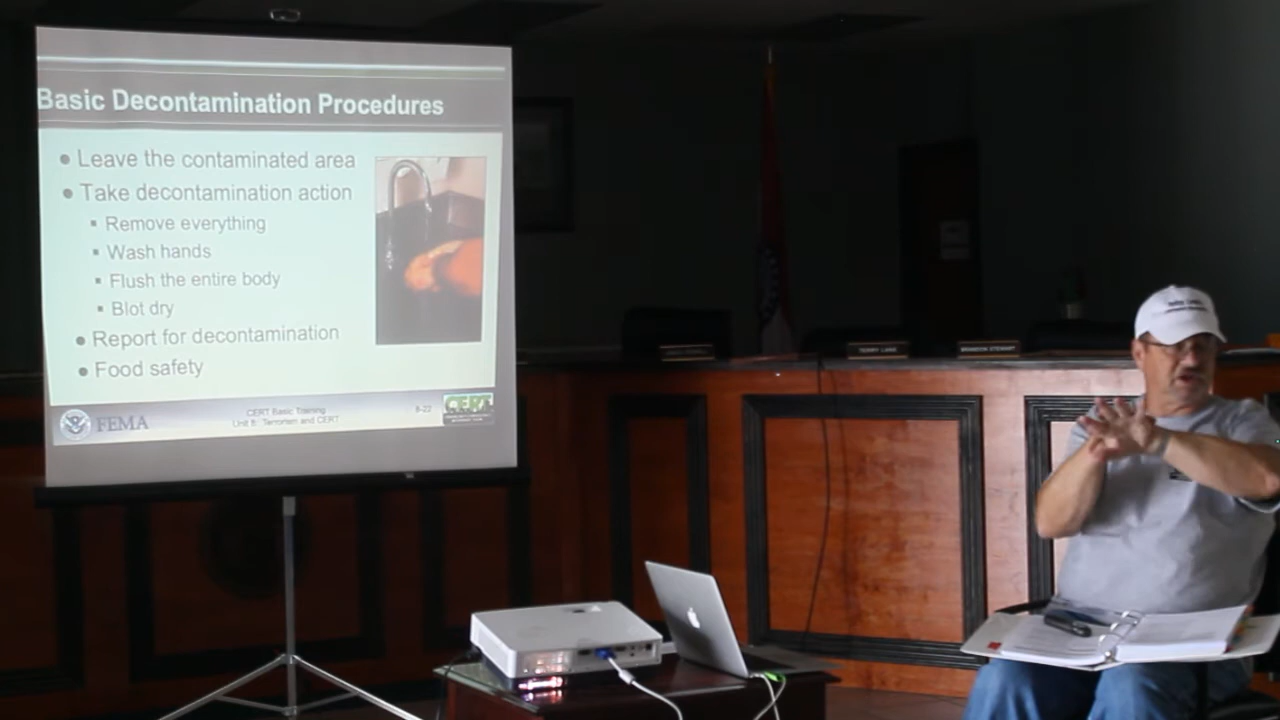 Basic Decontamination Procedures
• Leave the contaminated area
• Take decontamination action
▪ Remove everything
▪ Wash hands
▪ Flush the entire body
▪ Blot dry
• Report for decontamination
• Food safety
FEMA
CERT Basic Training
Unit 8: Terrorism and CERT
8-22
CERT
TERRY LANE
BRANDON STEWART